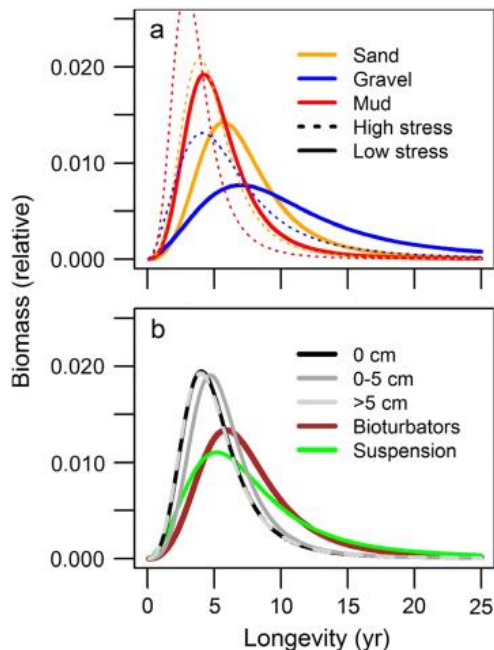 a
Sand
Gravel
Mud
High stress
Low stress
0.020
0.010
0.000
b
0 cm
0-5 cm
>5 cm
Bioturbators
Suspension
0.020
0.010
0.000
Biomass (relative)
0 5 10 15 20 25
Longevity (yr)